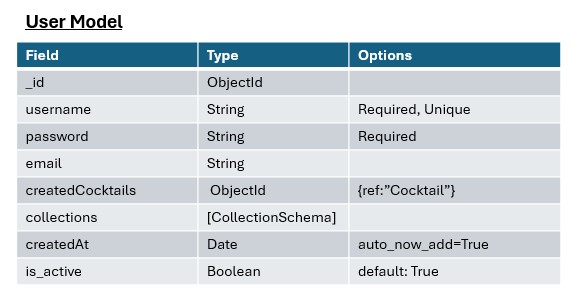 User Model
Field Type Options
_id ObjectId
username String Required, Unique
password String Required
email String
createdCocktails ObjectId {ref:”Cocktail”}
collections [CollectionSchema]
createdAt Date auto_now_add=True
is_active Boolean default: True